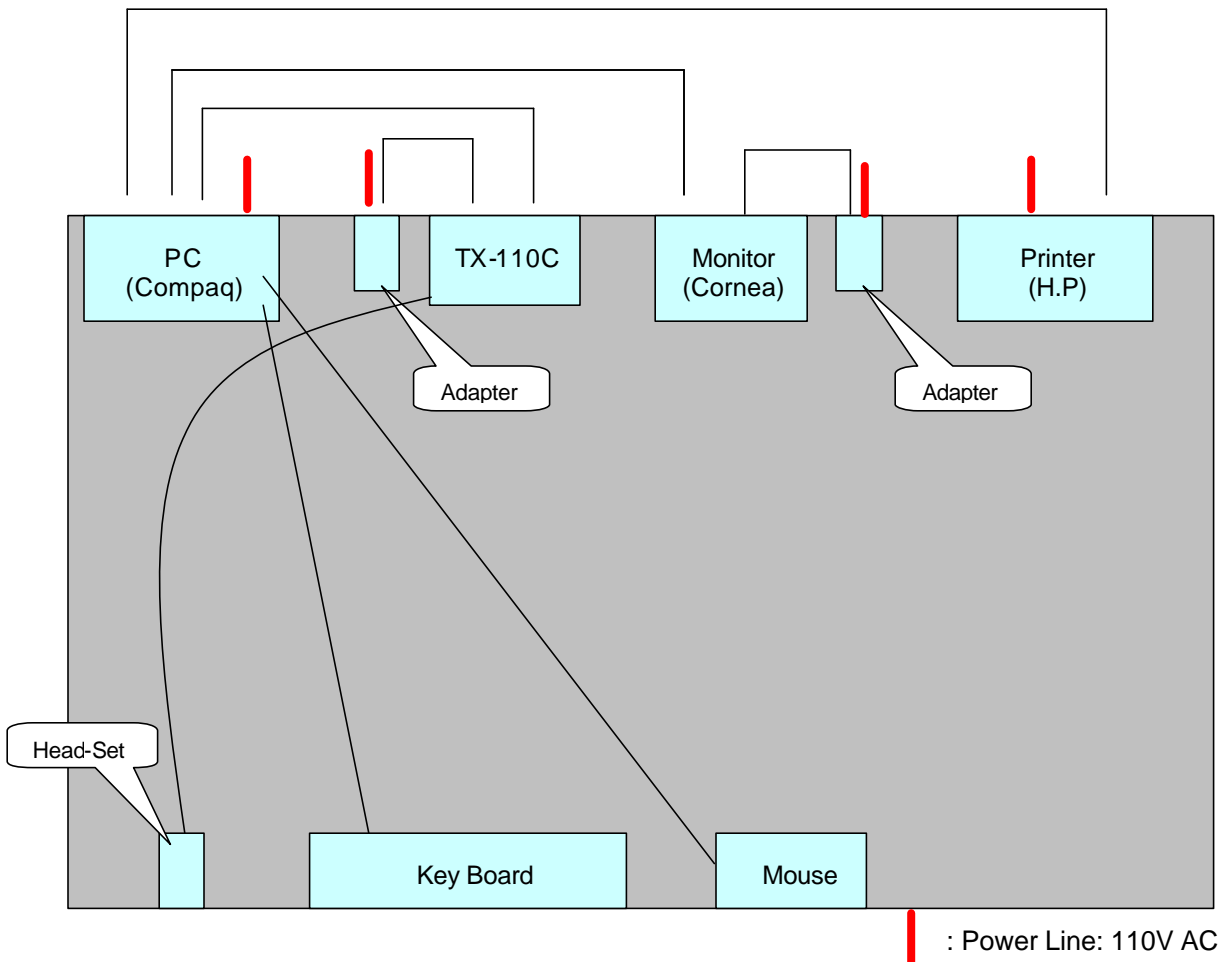 PC
(Compaq)
TX-110C
Monitor
(Cornea)
Printer
(H.P)
Adapter
Adapter
Head-Set
Key Board
Mouse
: Power Line: 110V AC